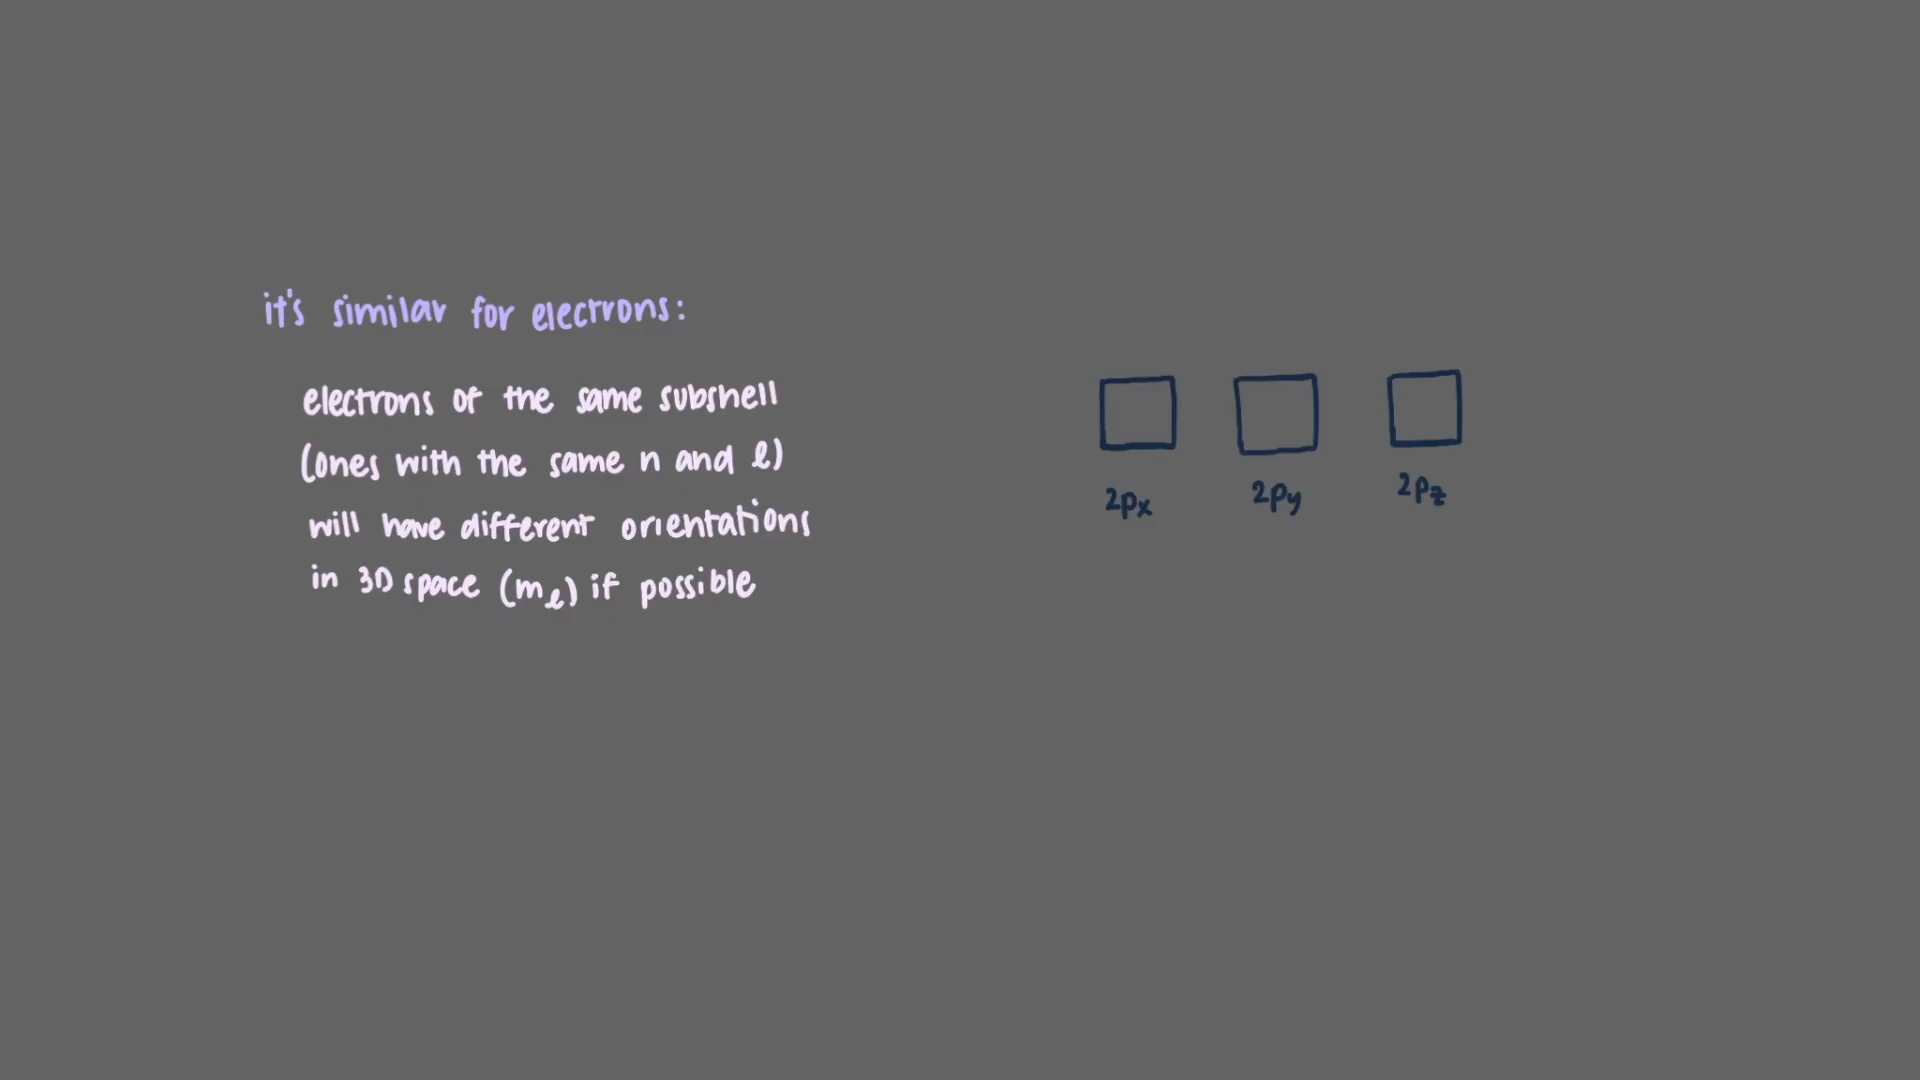 it's similar for electrons:
electrons of the same subshell
(ones with the same n and ℓ)
will have different orientations
in 3D space (mℓ) if possible
2px 2py 2pz